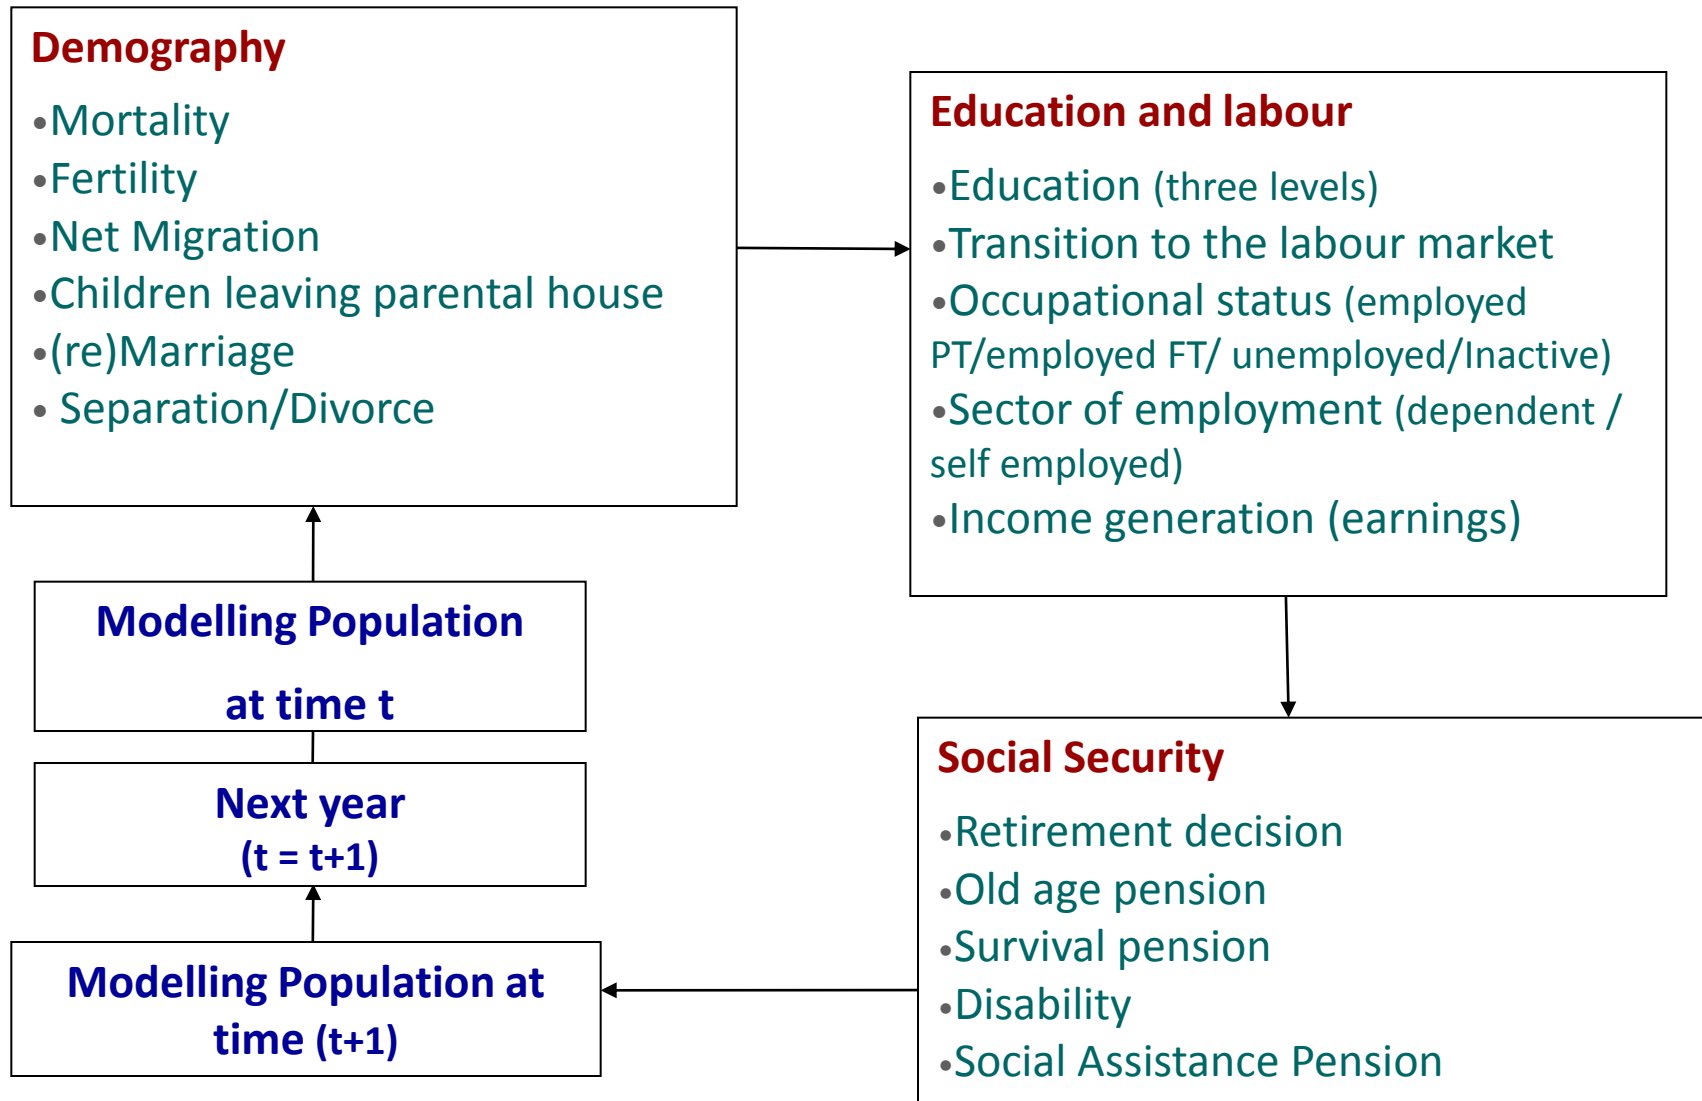 Demography
•Mortality
•Fertility
•Net Migration
•Children leaving parental house
•(re)Marriage
• Separation/Divorce
Education and labour
•Education (three levels)
•Transition to the labour market
•Occupational status (employed
PT/employed FT/ unemployed/Inactive)
•Sector of employment (dependent /
self employed)
•Income generation (earnings)
Modelling Population
at time t
Next year
(t = t+1)
Modelling Population at
time (t+1)
Social Security
•Retirement decision
•Old age pension
•Survival pension
•Disability
•Social Assistance Pension